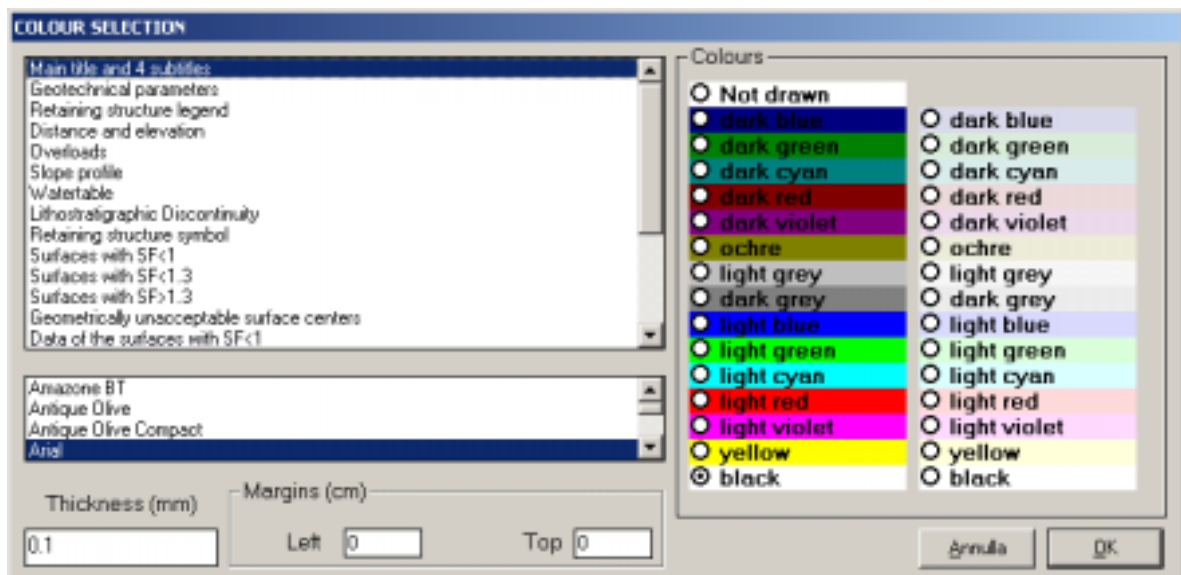 COLOUR SELECTION
Main title and 4 subtitles
Geotechnical parameters
Retaining structure legend
Distance and elevation
Overloads
Slope profile
Watertable
Lithostratigraphic Discontinuity
Retaining structure symbol
Surfaces with SF<1
Surfaces with SF<1.3
Surfaces with SF>1.3
Geometrically unacceptable surface centers
Data of the surfaces with SF<1
Amazone BT
Antique Olive
Antique Olive Compact
Arial
Thickness (mm)
0.1
Margins (cm)
Left 0 Top 0
Colours
Not drawn
dark blue dark blue
dark green dark green
dark cyan dark cyan
dark red dark red
dark violet dark violet
ochre ochre
light grey light grey
dark grey dark grey
light blue light blue
light green light green
light cyan light cyan
light red light red
light violet light violet
yellow yellow
black black
Annulla OK